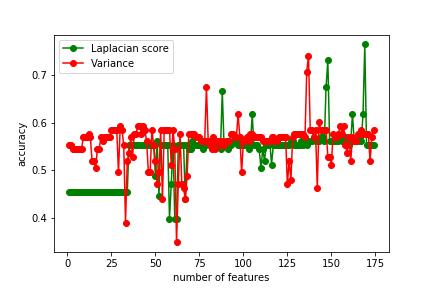 Laplacian score
Variance
0.7
0.6
0.5
0.4
accuracy
0 25 50 75 100 125 150 175
number of features